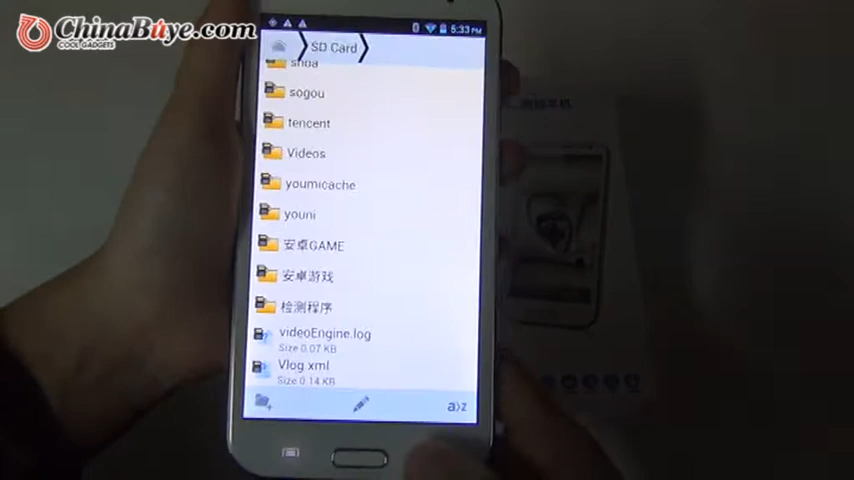 ChinaBuye.com
COOL GADGETS
5:33 PM
SD Card
shoa
sogou
tencent
Videos
youmicache
youni
安卓GAME
安卓游戏
检测程序
videoEngine.log
Size 0.07 KB
Vlog.xml
Size 0.14 KB
a>z